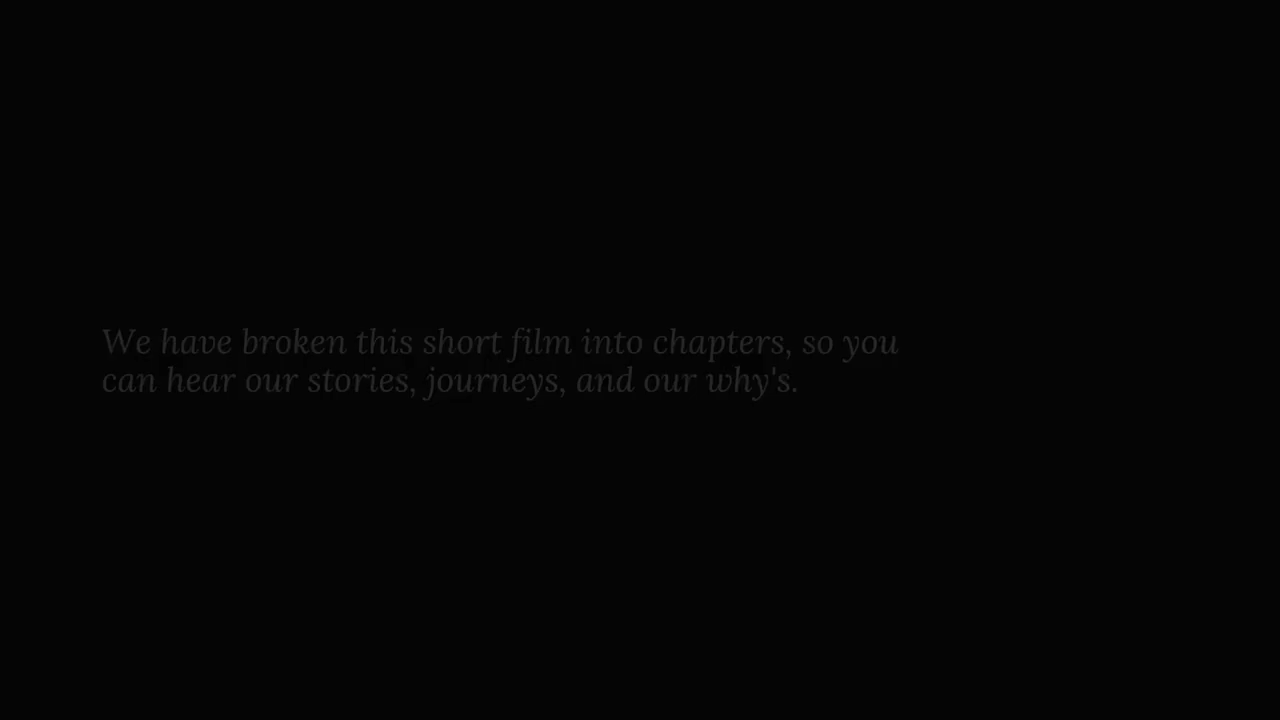 We have broken this short film into chapters, so you
can hear our stories, journeys, and our why's.